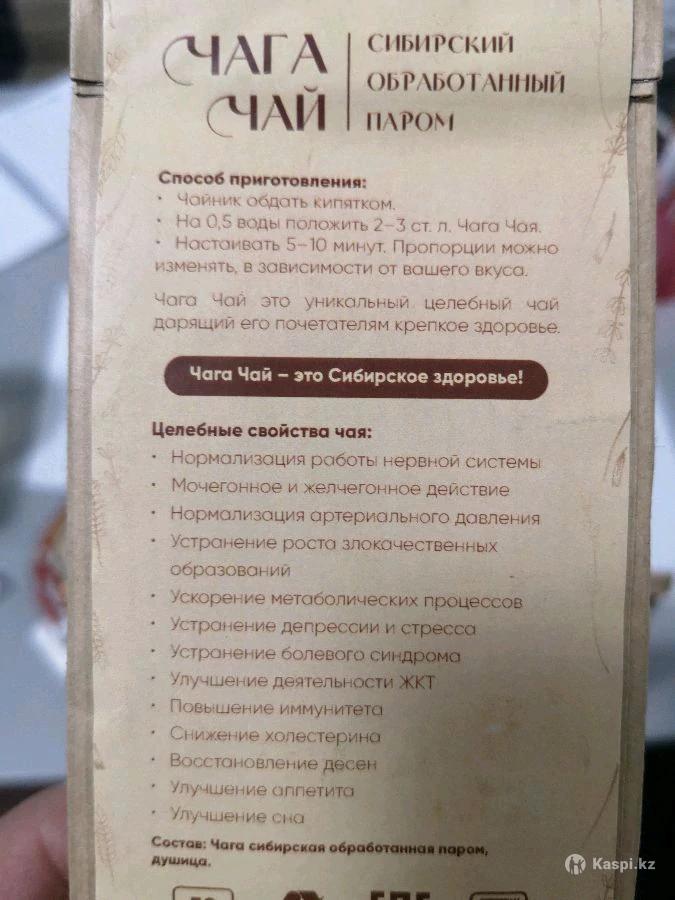 ЧАГА
ЧАЙ
СИБИРСКИЙ
ОБРАБОТАННЫЙ
ПАРОМ
Способ приготовления:
• Чайник обдать кипятком.
• На 0,5 воды положить 2–3 ст. л. Чага Чая.
• Настаивать 5–10 минут. Пропорции можно
изменять, в зависимости от вашего вкуса.
Чага Чай это уникальный целебный чай
дарящий его почетателям крепкое здоровье.
Чага Чай – это Сибирское здоровье!
Целебные свойства чая:
• Нормализация работы нервной системы
• Мочегонное и желчегонное действие
• Нормализация артериального давления
• Устранение роста злокачественных
образований
• Ускорение метаболических процессов
• Устранение депрессии и стресса
• Устранение болевого синдрома
• Улучшение деятельности ЖКТ
• Повышение иммунитета
• Снижение холестерина
• Восстановление десен
• Улучшение аппетита
• Улучшение сна
Состав: Чага сибирская обработанная паром,
душица.
Kaspi.kz